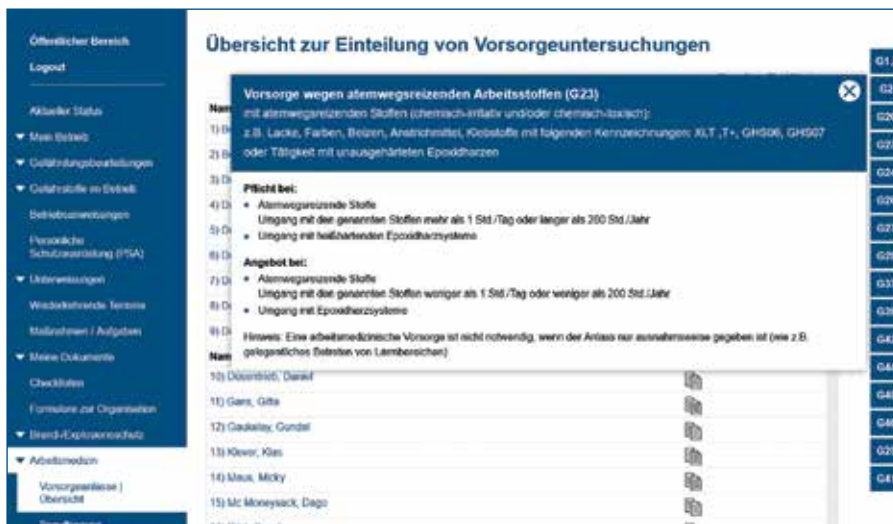 Öffentlicher Bereich
Logout
Aktueller Status
Mein Betrieb
Gefährdungsbeurteilungen
Gefahrstoffe im Betrieb
Betriebsanweisungen
Persönliche
Schutzausrüstung (PSA)
Unterweisungen
Wiederkehrende Termine
Maßnahmen / Aufgaben
Meine Dokumente
Checklisten
Formulare zur Organisation
Brand-/Explosionsschutz
Arbeitsmedizin
Vorsorgeanlässe |
Übersicht
Übersicht zur Einteilung von Vorsorgeuntersuchungen
Vorsorge wegen atemwegsreizenden Arbeitsstoffen (G23)
mit atemwegsreizenden Stoffen (chemisch-irritativ und/oder chemisch-toxisch):
z.B. Lacke, Farben, Beizen, Anstrichmittel, Klebstoffe mit folgenden Kennzeichnungen: Xi,T ,T+, GHS06, GHS07
oder Tätigkeit mit unausgehärteten Epoxidharzen
Pflicht bei:
Atemwegsreizende Stoffe
Umgang mit den genannten Stoffen mehr als 1 Std./Tag oder länger als 200 Std./Jahr
Umgang mit heißhärtenden Epoxidharzsysteme
Angebot bei:
Atemwegsreizende Stoffe
Umgang mit den genannten Stoffen weniger als 1 Std./Tag oder weniger als 200 Std./Jahr
Umgang mit Epoxidharzsysteme
Hinweis: Eine arbeitsmedizinische Vorsorge ist nicht notwendig, wenn der Anlass nur ausnahmsweise gegeben ist (wie z.B.
gelegentliches Betreten von Lärmbereichen)
10) Düsentrieb, Daniel
11) Gans, Gitta
12) Gaukeley, Gundel
13) Klever, Klas
14) Maus, Micky
15) Mc Moneysack, Dago